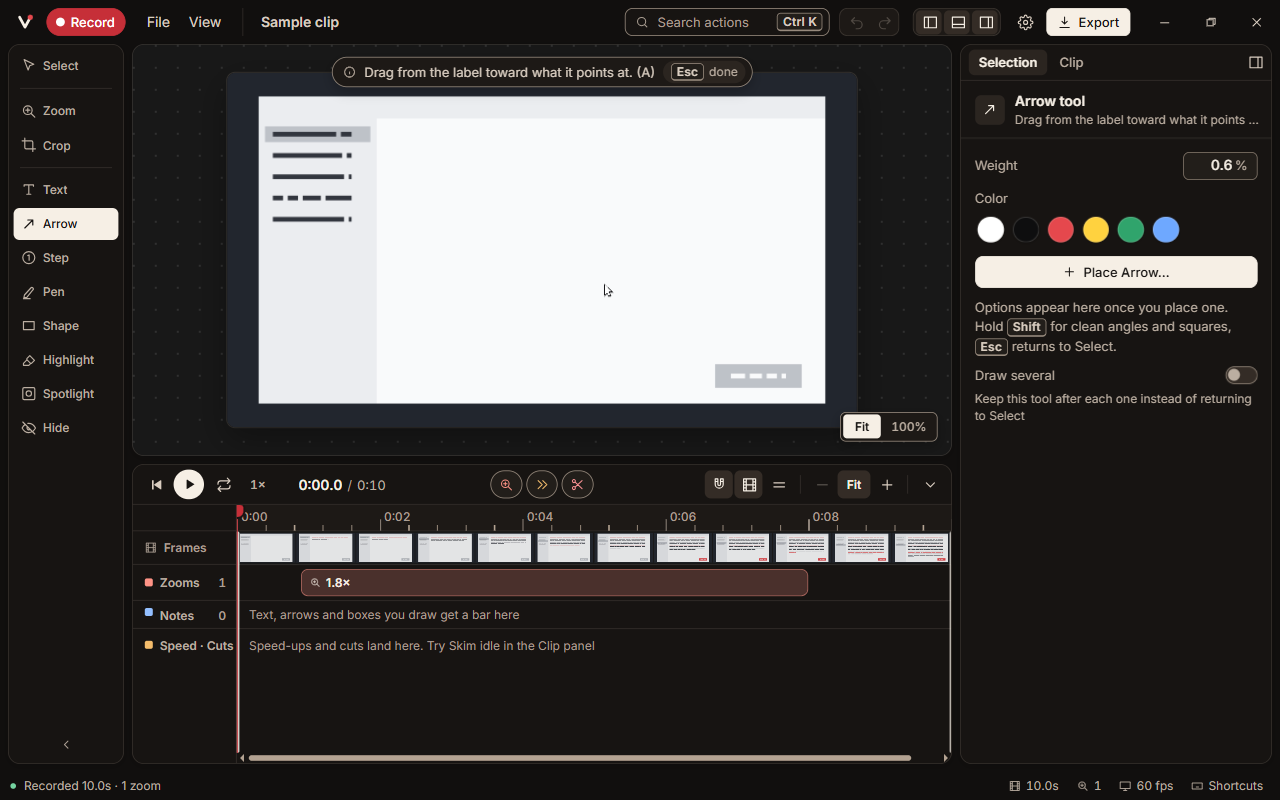 Record File View Sample clip Search actions Ctrl K Export
Select
Zoom
Crop
Text
Arrow
Step
Pen
Shape
Highlight
Spotlight
Hide
Drag from the label toward what it points at. (A) Esc done
Fit 100%
Selection Clip
Arrow tool
Drag from the label toward what it points ...
Weight 0.6 %
Color
+ Place Arrow...
Options appear here once you place one.
Hold Shift for clean angles and squares,
Esc returns to Select.
Draw several
Keep this tool after each one instead of returning
to Select
1× 0:00.0 / 0:10 Fit
0:00 0:02 0:04 0:06 0:08
Frames
Zooms 1 1.8×
Notes 0 Text, arrows and boxes you draw get a bar here
Speed · Cuts Speed-ups and cuts land here. Try Skim idle in the Clip panel
Recorded 10.0s · 1 zoom 10.0s 1 60 fps Shortcuts